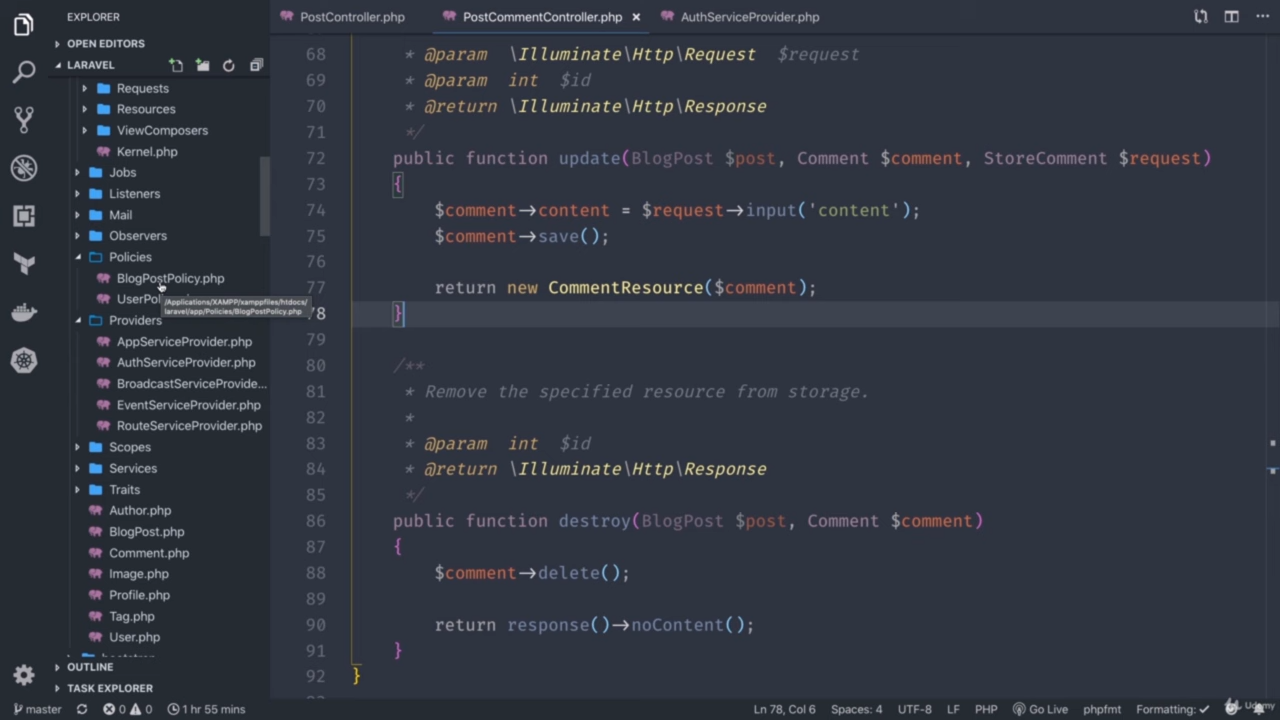 EXPLORER
OPEN EDITORS
LARAVEL
Requests
Resources
ViewComposers
Kernel.php
Jobs
Listeners
Mail
Observers
Policies
BlogPostPolicy.php
UserPoli
/Applications/XAMPP/xamppfiles/htdocs/
laravel/app/Policies/BlogPostPolicy.php
Providers
AppServiceProvider.php
AuthServiceProvider.php
BroadcastServiceProvide...
EventServiceProvider.php
RouteServiceProvider.php
Scopes
Services
Traits
Author.php
BlogPost.php
Comment.php
Image.php
Profile.php
Tag.php
User.php
OUTLINE
TASK EXPLORER
PostController.php PostCommentController.php × AuthServiceProvider.php
68 * @param \Illuminate\Http\Request $request
69 * @param int $id
70 * @return \Illuminate\Http\Response
71 */
72 public function update(BlogPost $post, Comment $comment, StoreComment $request)
73 {
74 $comment->content = $request->input('content');
75 $comment->save();
76
77 return new CommentResource($comment);
78 }
79
80 /**
81 * Remove the specified resource from storage.
82 *
83 * @param int $id
84 * @return \Illuminate\Http\Response
85 */
86 public function destroy(BlogPost $post, Comment $comment)
87 {
88 $comment->delete();
89
90 return response()->noContent();
91 }
92 }
master 0 0 1 hr 55 mins Ln 78, Col 6 Spaces: 4 UTF-8 LF PHP Go Live phpfmt Formatting: ✓
Udemy